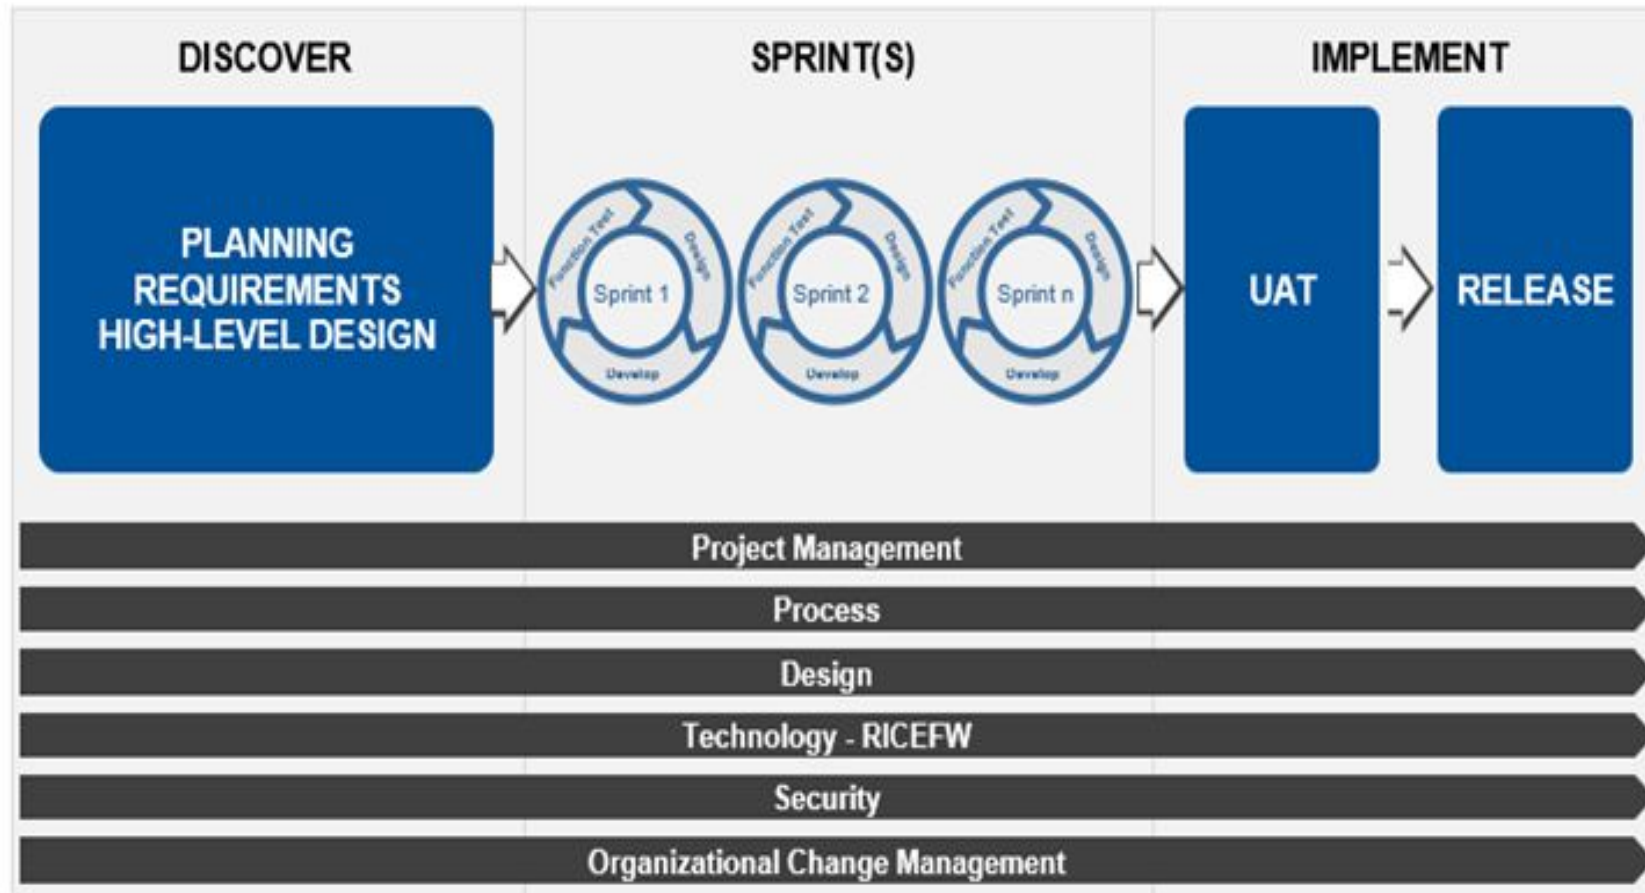 DISCOVER
SPRINT(S)
IMPLEMENT
PLANNING
REQUIREMENTS
HIGH-LEVEL DESIGN
Function Test
Design
Sprint 1
Develop
Function Test
Design
Sprint 2
Develop
Function Test
Design
Sprint n
Develop
UAT
RELEASE
Project Management
Process
Design
Technology - RICEFW
Security
Organizational Change Management